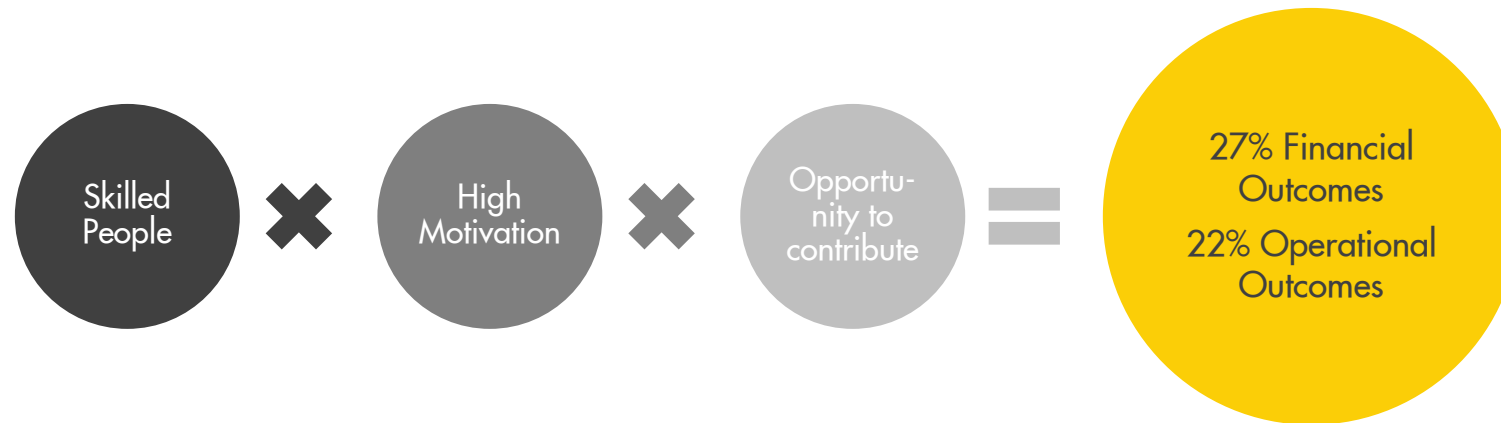 Skilled
People
High
Motivation
Opportu-
nity to
contribute
27% Financial
Outcomes
22% Operational
Outcomes